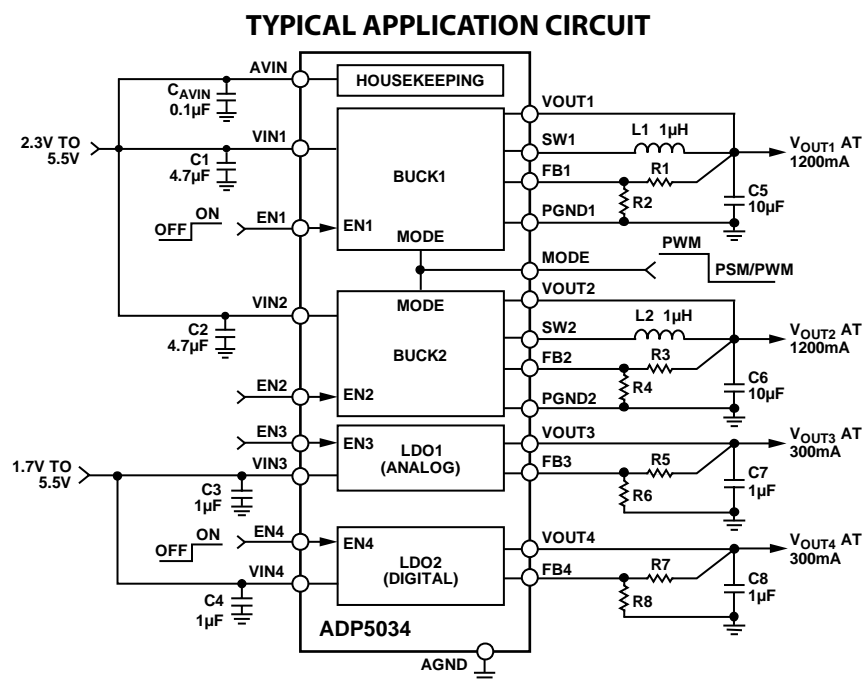 TYPICAL APPLICATION CIRCUIT
AVIN
HOUSEKEEPING
CAVIN
0.1µF
VOUT1
2.3V TO
5.5V
VIN1
C1
4.7µF
BUCK1
SW1
L1 1µH
VOUT1 AT
1200mA
FB1
R1
R2
C5
10µF
OFF
ON
EN1
EN1
PGND1
MODE
MODE
PWM
PSM/PWM
VIN2
C2
4.7µF
MODE
BUCK2
VOUT2
SW2
L2 1µH
VOUT2 AT
1200mA
FB2
R3
R4
C6
10µF
EN2
EN2
PGND2
EN3
EN3
LDO1
(ANALOG)
VOUT3
VOUT3 AT
300mA
1.7V TO
5.5V
VIN3
C3
1µF
FB3
R5
R6
C7
1µF
OFF
ON
EN4
EN4
LDO2
(DIGITAL)
VOUT4
VOUT4 AT
300mA
VIN4
C4
1µF
FB4
R7
R8
C8
1µF
ADP5034
AGND